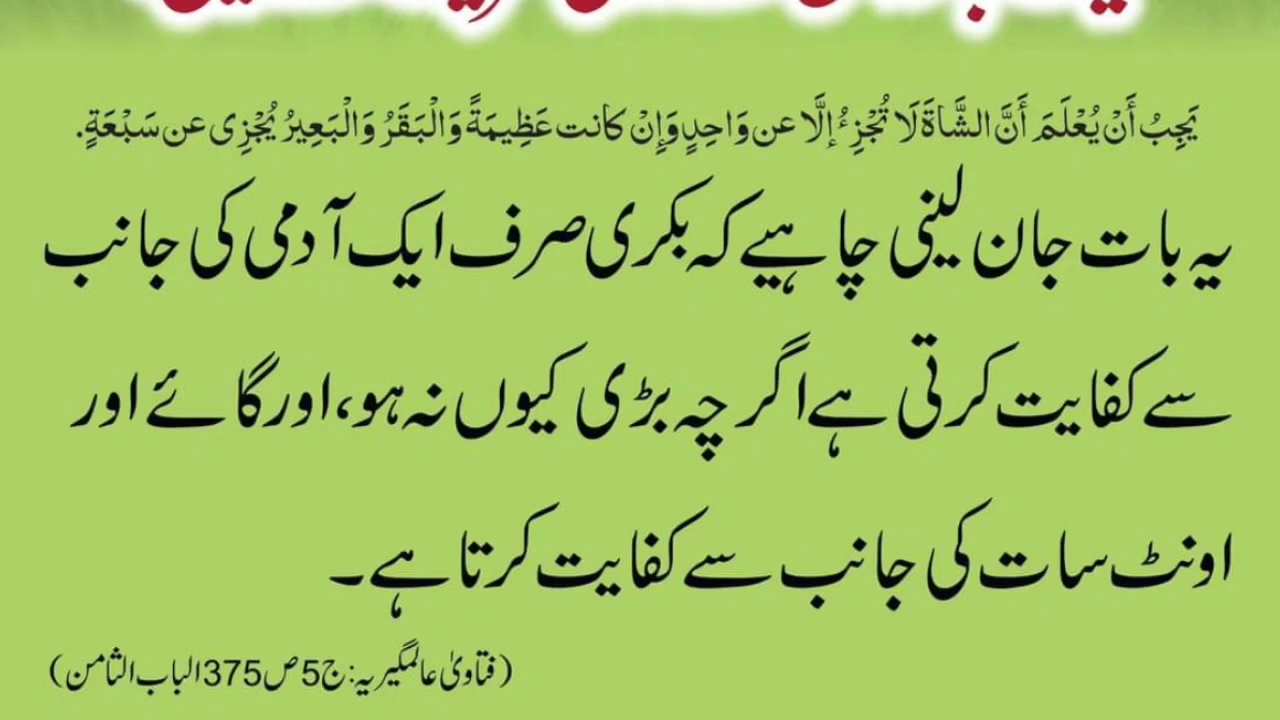 يَجِبُ أَنْ يُعْلَمَ أَنَّ الشَّاةَ لَا تُجْزِءُ إِلَّا عن وَاحِدٍ وَإِنْ كانت عَظِيمَةً وَالْبَقَرُ وَالْبَعِيرُ يُجْزِى عن سَبْعَةٍ.
یہ بات جان لینی چاہیے کہ بکری صرف ایک آدمی کی جانب
سے کفایت کرتی ہے اگرچہ بڑی کیوں نہ ہو، اور گائے اور
اونٹ سات کی جانب سے کفایت کرتا ہے۔
(فتاویٰ عالمگیریہ: ج5 ص375 الباب الثامن)